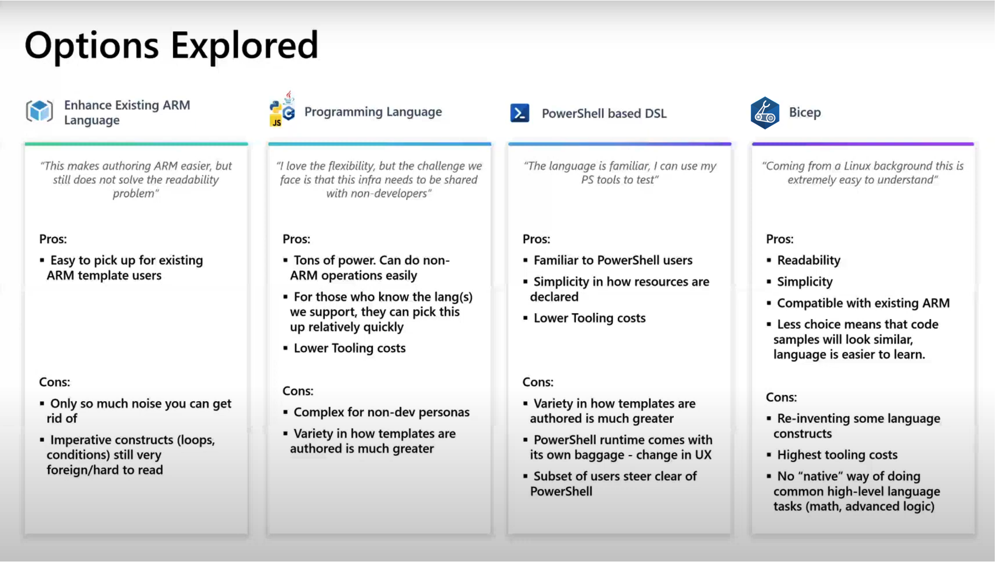 Options Explored
Enhance Existing ARM
Language
“This makes authoring ARM easier, but
still does not solve the readability
problem”
Pros:
▪ Easy to pick up for existing
ARM template users
Cons:
▪ Only so much noise you can get
rid of
▪ Imperative constructs (loops,
conditions) still very
foreign/hard to read
JS
C
Programming Language
“I love the flexibility, but the challenge we
face is that this infra needs to be shared
with non-developers”
Pros:
▪ Tons of power. Can do non-
ARM operations easily
▪ For those who know the lang(s)
we support, they can pick this
up relatively quickly
▪ Lower Tooling costs
Cons:
▪ Complex for non-dev personas
▪ Variety in how templates are
authored is much greater
PowerShell based DSL
“The language is familiar, I can use my
PS tools to test”
Pros:
▪ Familiar to PowerShell users
▪ Simplicity in how resources are
declared
▪ Lower Tooling costs
Cons:
▪ Variety in how templates are
authored is much greater
▪ PowerShell runtime comes with
its own baggage - change in UX
▪ Subset of users steer clear of
PowerShell
Bicep
“Coming from a Linux background this is
extremely easy to understand”
Pros:
▪ Readability
▪ Simplicity
▪ Compatible with existing ARM
▪ Less choice means that code
samples will look similar,
language is easier to learn.
Cons:
▪ Re-inventing some language
constructs
▪ Highest tooling costs
▪ No “native” way of doing
common high-level language
tasks (math, advanced logic)